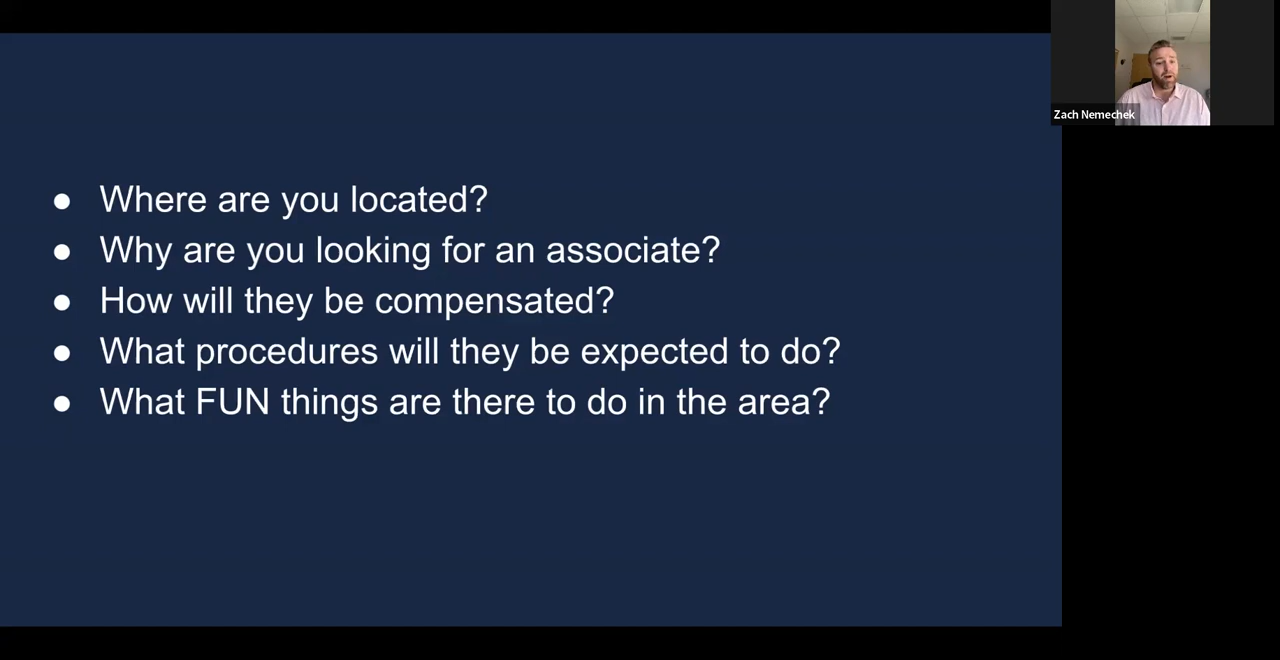 Zach Nemechek
● Where are you located?
● Why are you looking for an associate?
● How will they be compensated?
● What procedures will they be expected to do?
● What FUN things are there to do in the area?